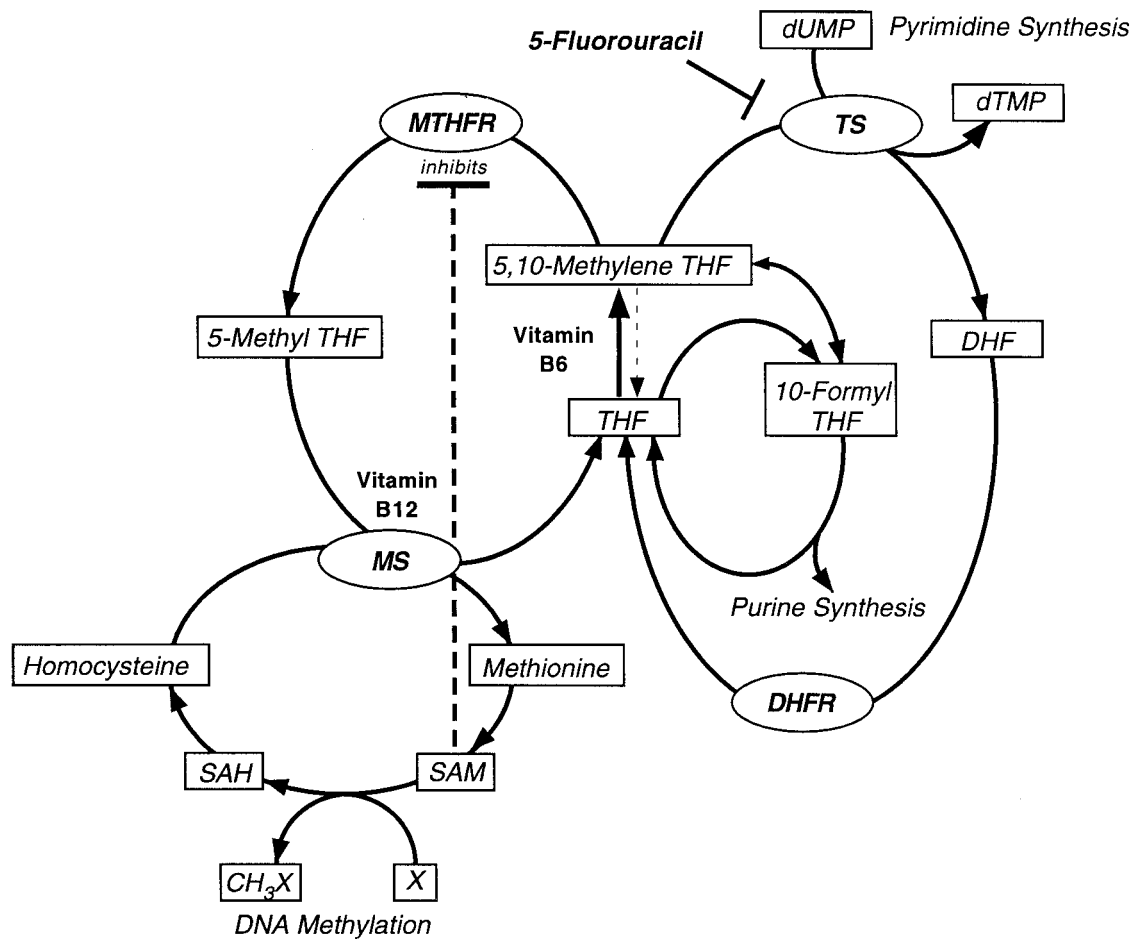 dUMP Pyrimidine Synthesis
5-Fluorouracil
dTMP
MTHFR
TS
inhibits
5,10-Methylene THF
5-Methyl THF
Vitamin
B6
DHF
10-Formyl
THF
THF
Vitamin
B12
MS
Purine Synthesis
Homocysteine
Methionine
DHFR
SAH
SAM
CH₃X
X
DNA Methylation